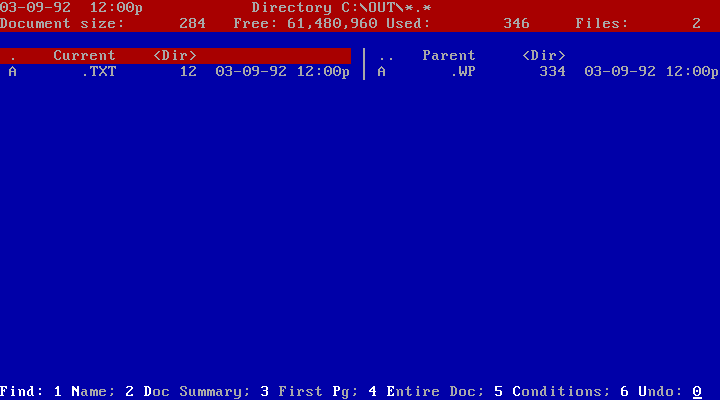 03-09-92  12:00p            Directory C:\OUT\*.*
Document size:      284   Free: 61,480,960 Used:        346     Files:       2
.    Current    <Dir>                    | ..   Parent     <Dir>
A       .TXT       12  03-09-92 12:00p | A       .WP       334  03-09-92 12:00p
Find: 1 Name; 2 Doc Summary; 3 First Pg; 4 Entire Doc; 5 Conditions; 6 Undo: 0